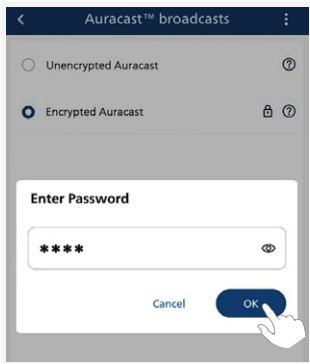 Auracast™ broadcasts
Unencrypted Auracast
Encrypted Auracast
Enter Password
****
Cancel
OK